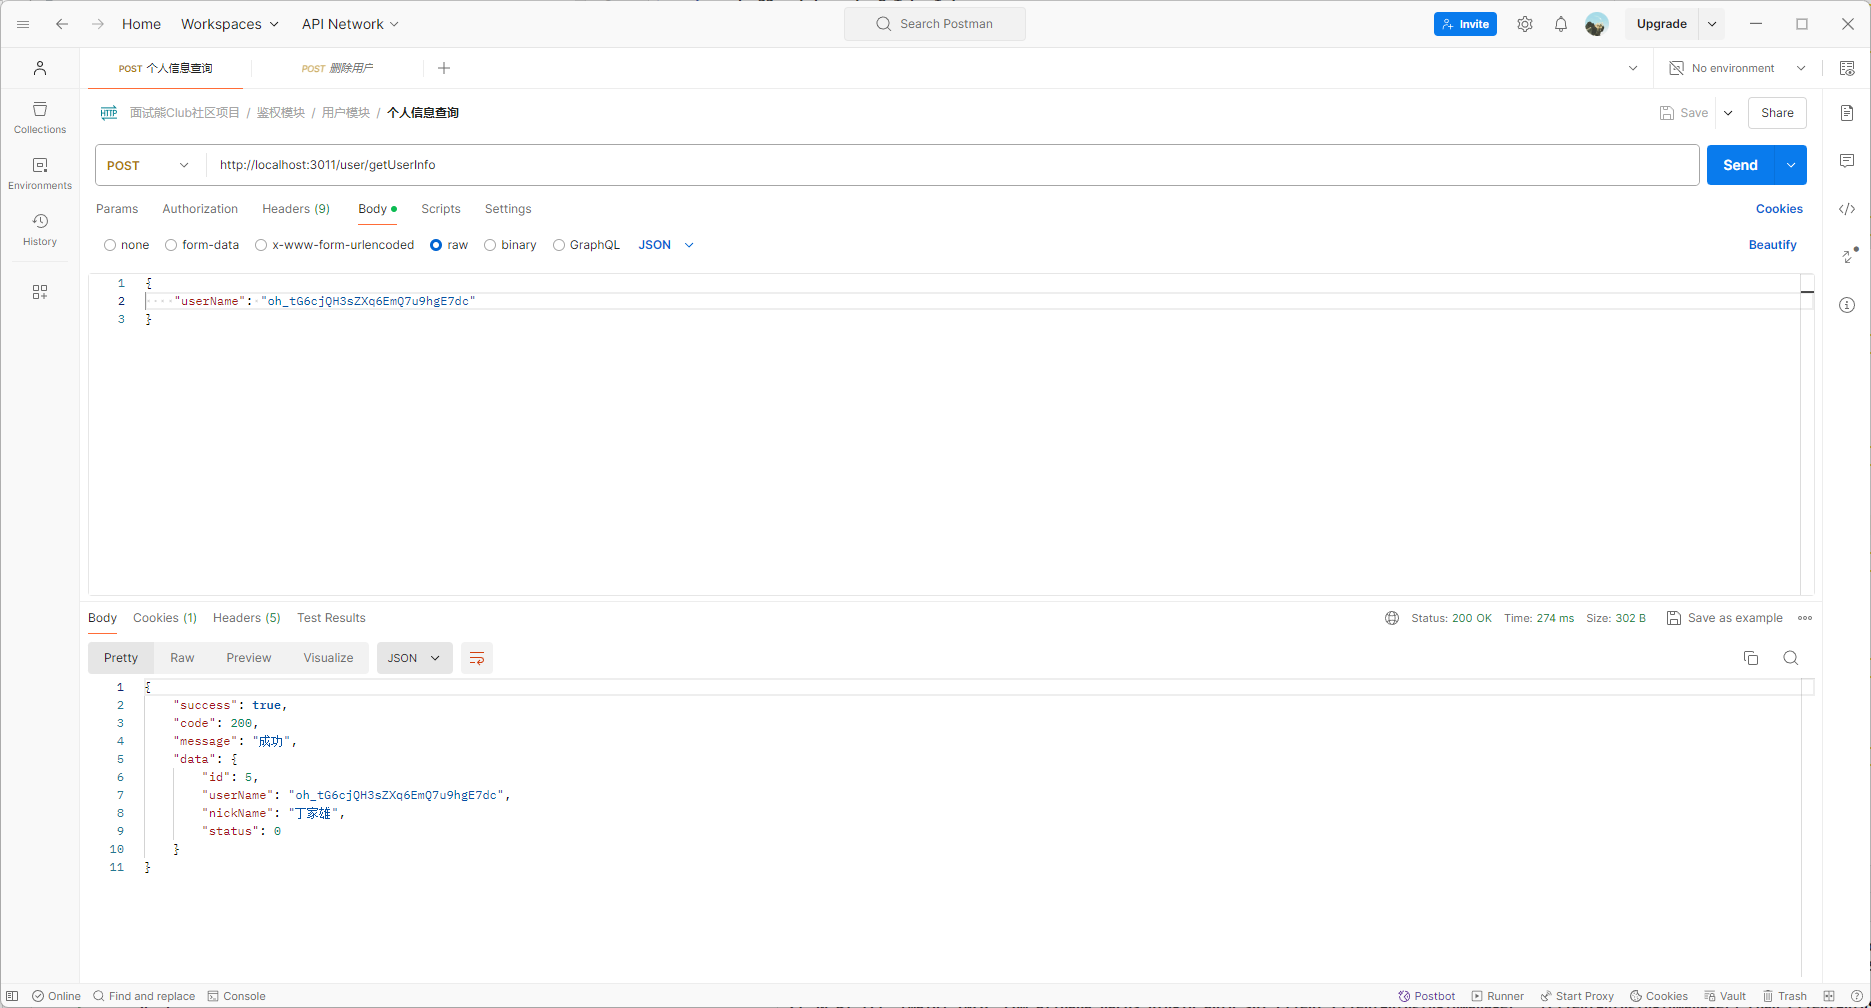 Home Workspaces API Network Search Postman Invite Upgrade
POST 个人信息查询 POST 删除用户 No environment
HTTP 面试能Club社区项目 / 鉴权模块 / 用户模块 / 个人信息查询 Save Share
POST http://localhost:3011/user/getUserInfo Send
Params Authorization Headers (9) Body Scripts Settings Cookies
none form-data x-www-form-urlencoded raw binary GraphQL JSON Beautify
Collections
Environments
History
1 {
2 "userName": "oh_tG6cjQH3sZXq6EmQ7u9hgE7dc"
3 }
Body Cookies (1) Headers (5) Test Results Status: 200 OK Time: 274 ms Size: 302 B Save as example
Pretty Raw Preview Visualize JSON
1 {
2 "success": true,
3 "code": 200,
4 "message": "成功",
5 "data": {
6 "id": 5,
7 "userName": "oh_tG6cjQH3sZXq6EmQ7u9hgE7dc",
8 "nickName": "丁家雄",
9 "status": 0
10 }
11 }
Online Find and replace Console Postbot Runner Start Proxy Cookies Vault Trash